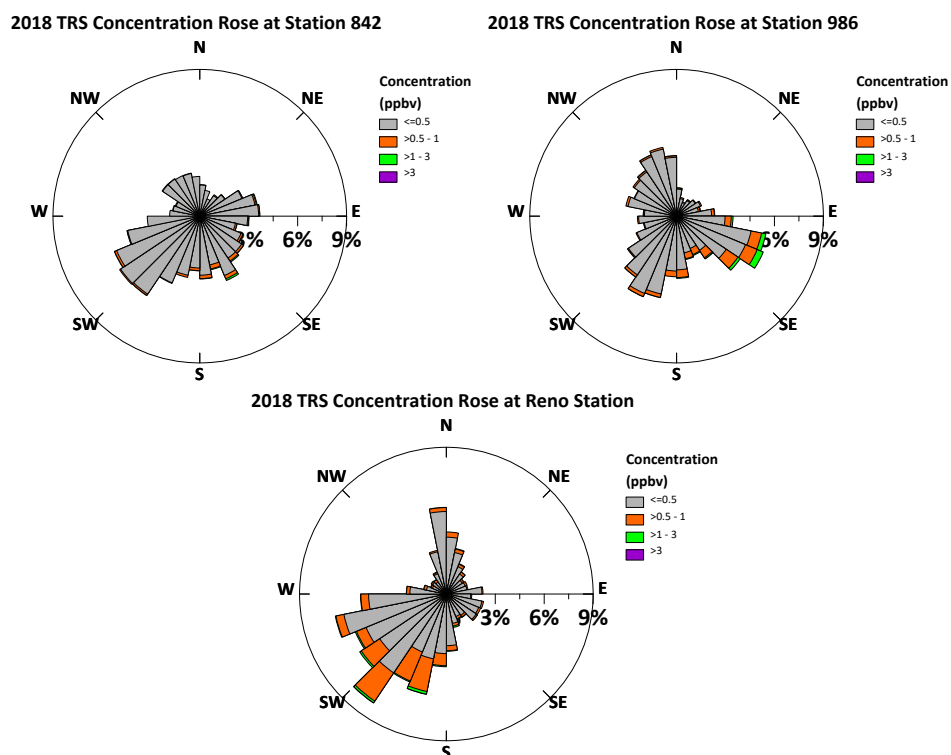 2018 TRS Concentration Rose at Station 842
N
NW
NE
W
E
%
6%
9%
SW
SE
S
Concentration
(ppbv)
<=0.5
>0.5 - 1
>1 - 3
>3
2018 TRS Concentration Rose at Station 986
N
NW
NE
W
E
6%
9%
SW
SE
S
Concentration
(ppbv)
<=0.5
>0.5 - 1
>1 - 3
>3
2018 TRS Concentration Rose at Reno Station
N
NW
NE
W
E
3%
6%
9%
SW
SE
S
Concentration
(ppbv)
<=0.5
>0.5 - 1
>1 - 3
>3